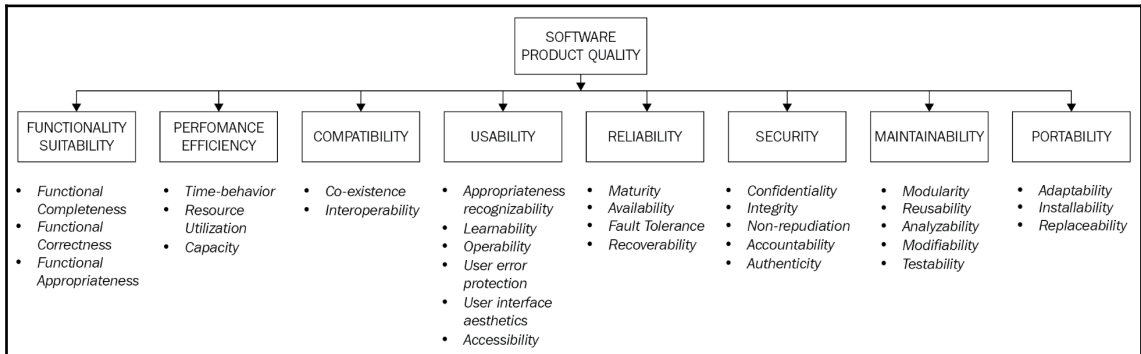 SOFTWARE
PRODUCT QUALITY
FUNCTIONALITY
SUITABILITY
PERFOMANCE
EFFICIENCY
COMPATIBILITY
USABILITY
RELIABILITY
SECURITY
MAINTAINABILITY
PORTABILITY
• Functional
Completeness
• Functional
Correctness
• Functional
Appropriateness
• Time-behavior
• Resource
Utilization
• Capacity
• Co-existence
• Interoperability
• Appropriateness
recognizability
• Learnability
• Operability
• User error
protection
• User interface
aesthetics
• Accessibility
• Maturity
• Availability
• Fault Tolerance
• Recoverability
• Confidentiality
• Integrity
• Non-repudiation
• Accountability
• Authenticity
• Modularity
• Reusability
• Analyzability
• Modifiability
• Testability
• Adaptability
• Installability
• Replaceability